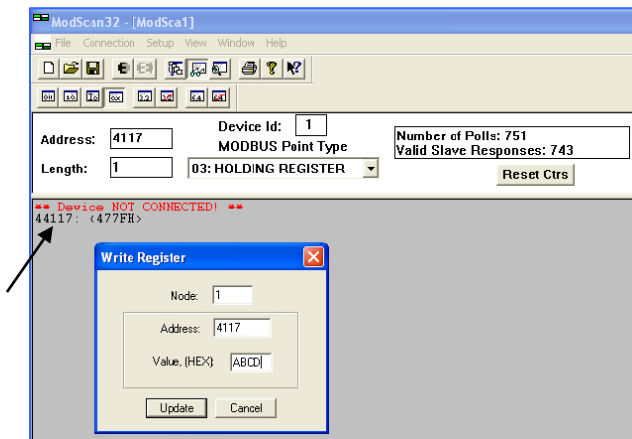 ModScan32 - [ModSca1]
File Connection Setup View Window Help
Address: 4117
Device Id: 1
MODBUS Point Type
Number of Polls: 751
Valid Slave Responses: 743
Length: 1
03: HOLDING REGISTER
Reset Ctrs
** Device NOT CONNECTED! **
44117: <477FH>
Write Register
Node: 1
Address: 4117
Value, (HEX): ABCD
Update Cancel